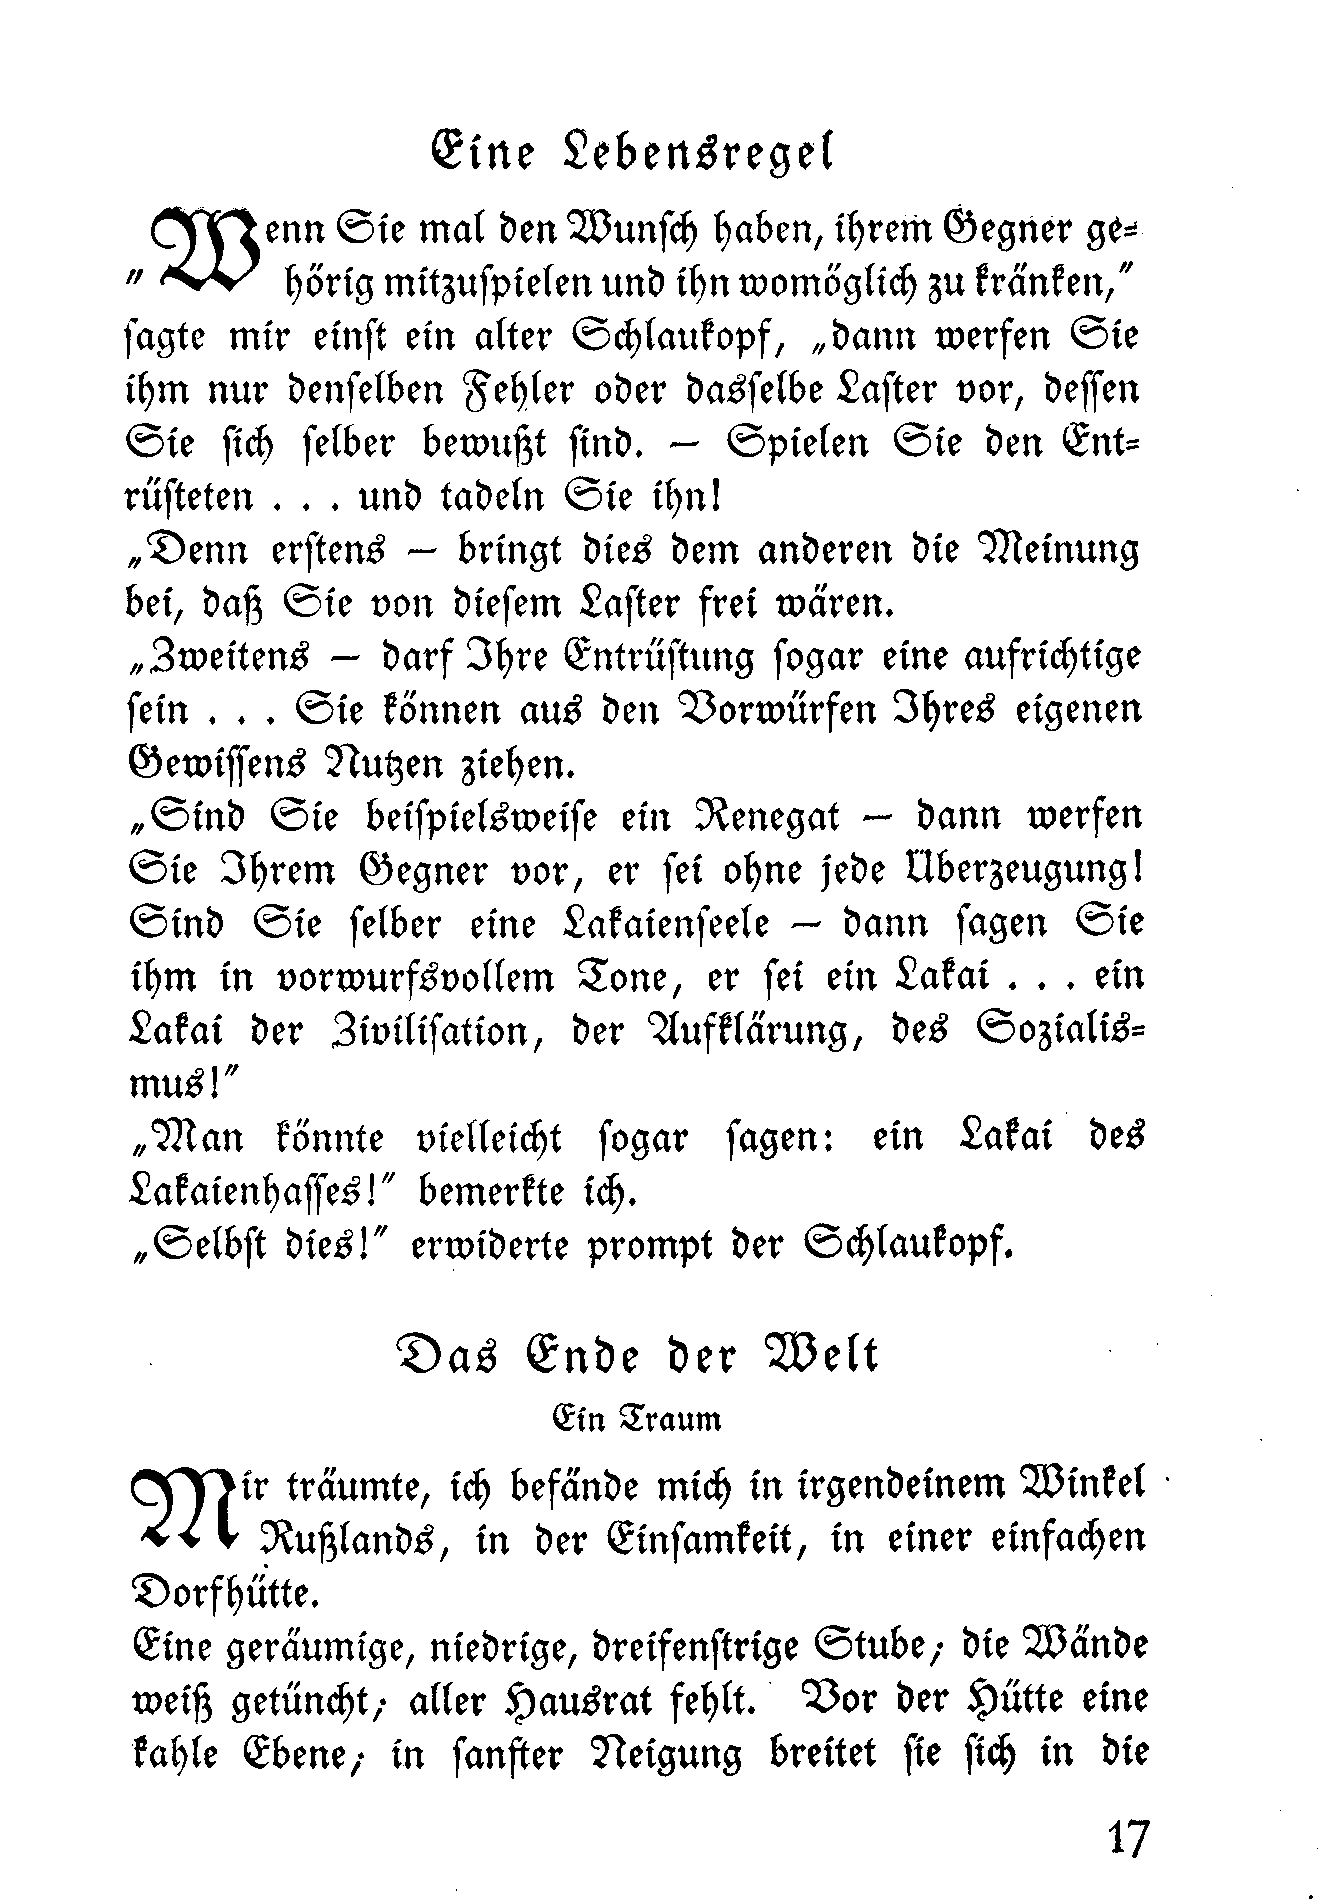 Eine Lebensregel
„Wenn Sie mal den Wunsch haben, ihrem Gegner ge-
hörig mitzuspielen und ihn womöglich zu kränken,“
sagte mir einst ein alter Schlaukopf, „dann werfen Sie
ihm nur denselben Fehler oder dasselbe Laster vor, dessen
Sie sich selber bewußt sind. — Spielen Sie den Ent-
rüsteten . . . und tadeln Sie ihn!
„Denn erstens — bringt dies dem anderen die Meinung
bei, daß Sie von diesem Laster frei wären.
„Zweitens — darf Ihre Entrüstung sogar eine aufrichtige
sein . . . Sie können aus den Vorwürfen Ihres eigenen
Gewissens Nutzen ziehen.
„Sind Sie beispielsweise ein Renegat — dann werfen
Sie Ihrem Gegner vor, er sei ohne jede Überzeugung!
Sind Sie selber eine Lakaienseele — dann sagen Sie
ihm in vorwurfsvollem Tone, er sei ein Lakai . . . ein
Lakai der Zivilisation, der Aufklärung, des Sozialis-
mus!“
„Man könnte vielleicht sogar sagen: ein Lakai des
Lakaienhasses!“ bemerkte ich.
„Selbst dies!“ erwiderte prompt der Schlaukopf.
Das Ende der Welt
Ein Traum
Mir träumte, ich befände mich in irgendeinem Winkel
Rußlands, in der Einsamkeit, in einer einfachen
Dorfhütte.
Eine geräumige, niedrige, dreifenstrige Stube; die Wände
weiß getüncht; aller Hausrat fehlt. Vor der Hütte eine
kahle Ebene; in sanfter Neigung breitet sie sich in die
17